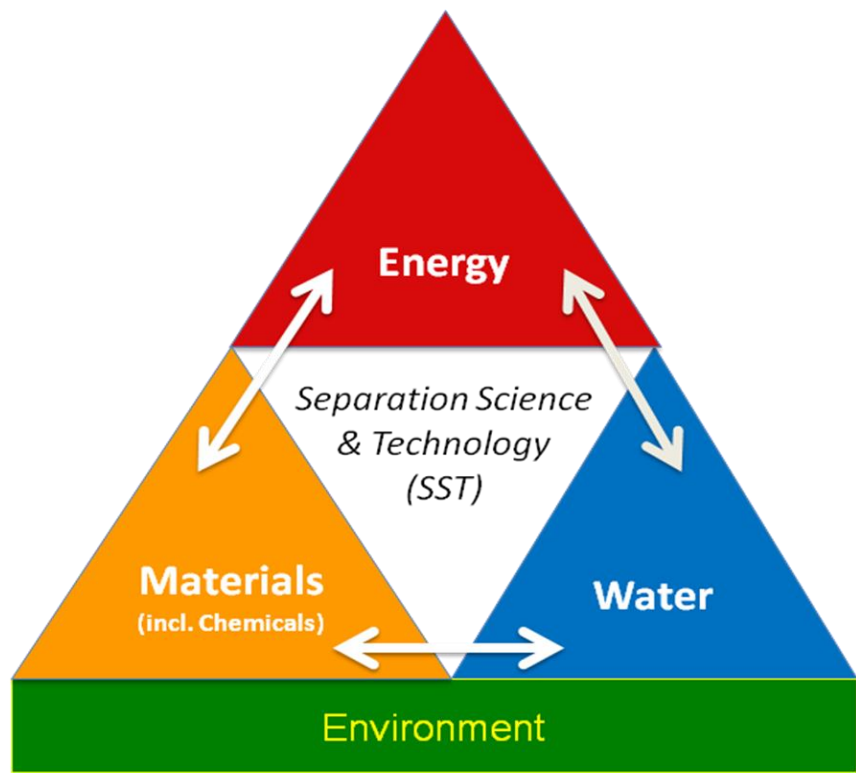 Energy
Separation Science
& Technology
(SST)
Materials
(incl. Chemicals)
Water
Environment